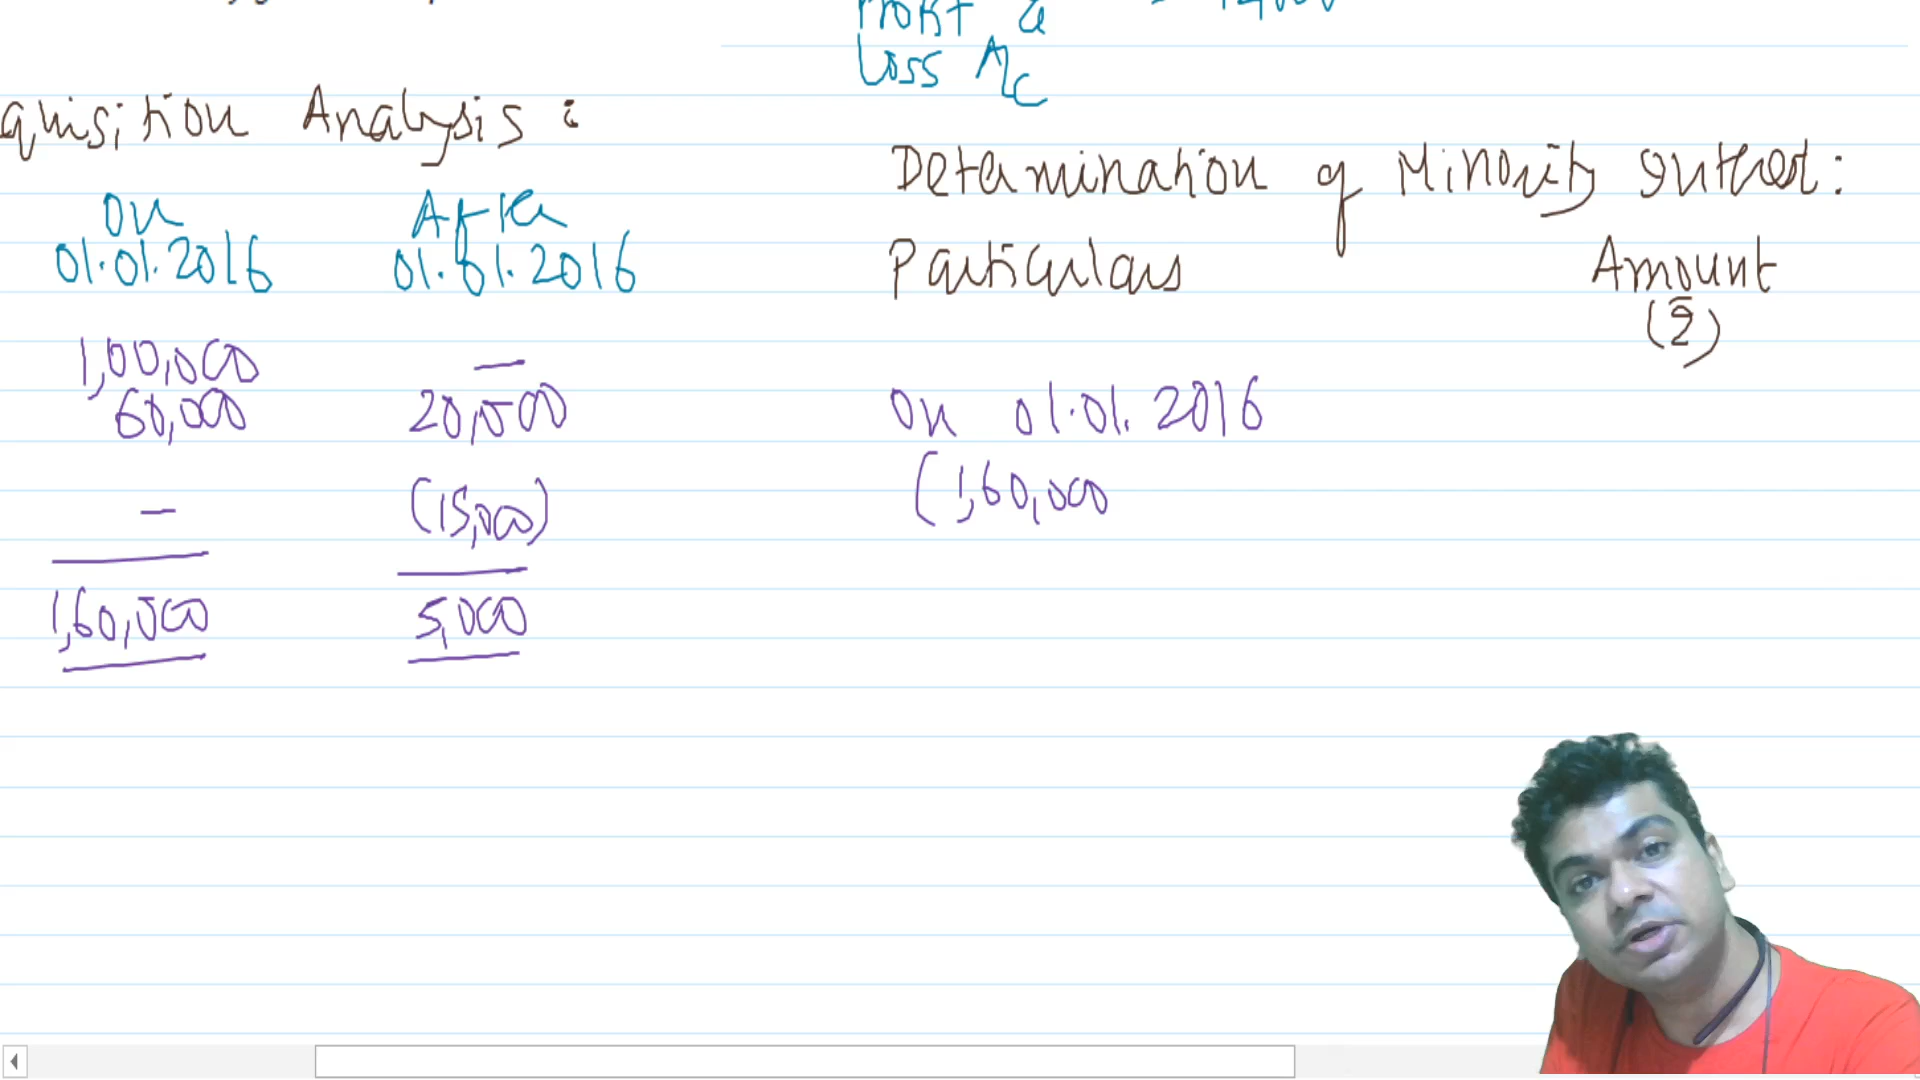 Profit &
Loss A/C
quisition Analysis :
On
01.01.2016
After
01.01.2016
1,00,000 —
60,000 20,000
— (15,000)
1,60,000 5,000
Determination of Minority Interest :
Particulars Amount
(₹)
On 01.01.2016
(1,60,000